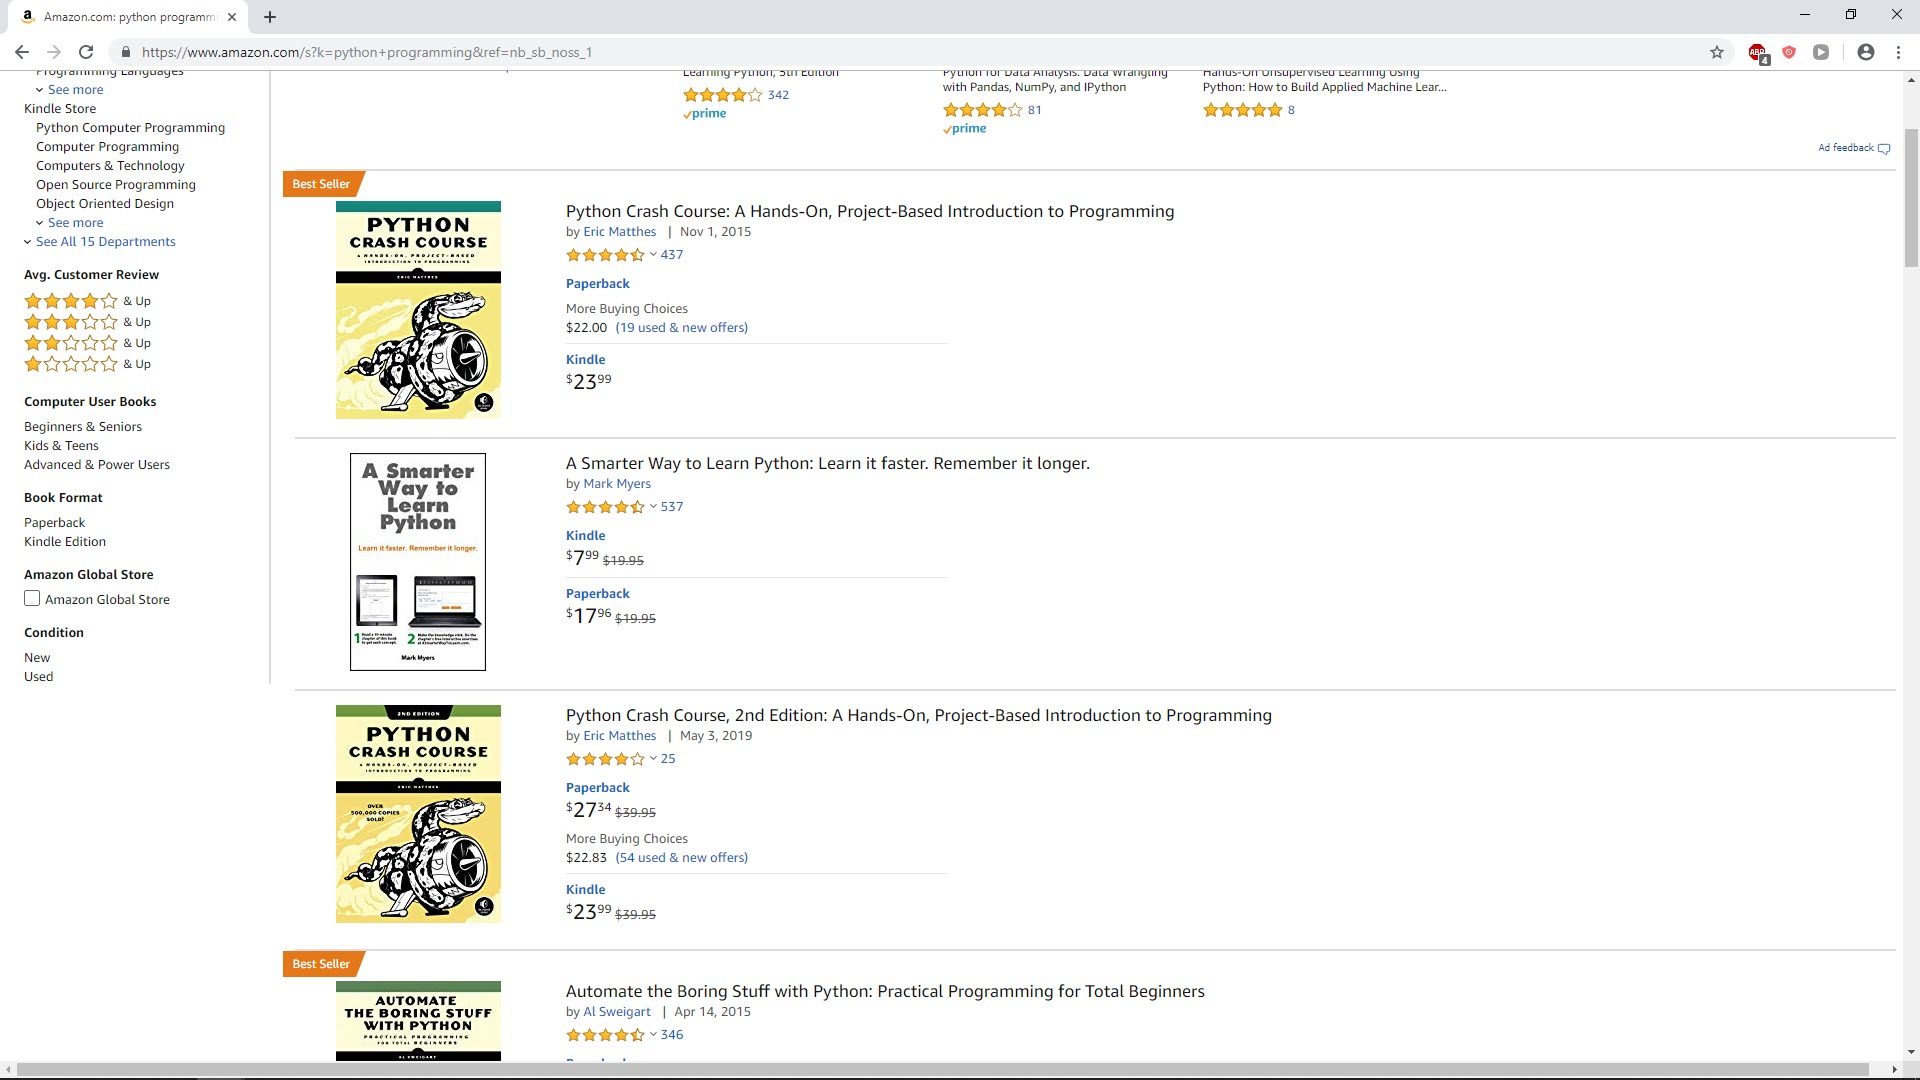 Amazon.com: python programm
https://www.amazon.com/s?k=python+programming&ref=nb_sb_noss_1
ABP
4
Programming Languages
See more
Kindle Store
Python Computer Programming
Computer Programming
Computers & Technology
Open Source Programming
Object Oriented Design
See more
See All 15 Departments
Avg. Customer Review
& Up
& Up
& Up
& Up
Computer User Books
Beginners & Seniors
Kids & Teens
Advanced & Power Users
Book Format
Paperback
Kindle Edition
Amazon Global Store
Amazon Global Store
Condition
New
Used
Learning Python, 5th Edition
342
prime
Python for Data Analysis: Data Wrangling
with Pandas, NumPy, and IPython
81
prime
Hands-On Unsupervised Learning Using
Python: How to Build Applied Machine Lear...
8
Ad feedback
Best Seller
PYTHON
CRASH COURSE
A HANDS-ON, PROJECT-BASED
INTRODUCTION TO PROGRAMMING
ERIC MATTHES
Python Crash Course: A Hands-On, Project-Based Introduction to Programming
by Eric Matthes | Nov 1, 2015
437
Paperback
More Buying Choices
$22.00 (19 used & new offers)
Kindle
$23 99
A Smarter
Way to
Learn
Python
Learn it faster. Remember it longer.
1
2
Mark Myers
A Smarter Way to Learn Python: Learn it faster. Remember it longer.
by Mark Myers
537
Kindle
$7 99 $19.95
Paperback
$17 96 $19.95
2ND EDITION
PYTHON
CRASH COURSE
A HANDS-ON, PROJECT-BASED
INTRODUCTION TO PROGRAMMING
ERIC MATTHES
OVER
500,000 COPIES
SOLD!
Python Crash Course, 2nd Edition: A Hands-On, Project-Based Introduction to Programming
by Eric Matthes | May 3, 2019
25
Paperback
$27 34 $39.95
More Buying Choices
$22.83 (54 used & new offers)
Kindle
$23 99 $39.95
Best Seller
AUTOMATE
THE BORING STUFF
WITH PYTHON
PRACTICAL PROGRAMMING
FOR TOTAL BEGINNERS
AL SWEIGART
Automate the Boring Stuff with Python: Practical Programming for Total Beginners
by Al Sweigart | Apr 14, 2015
346